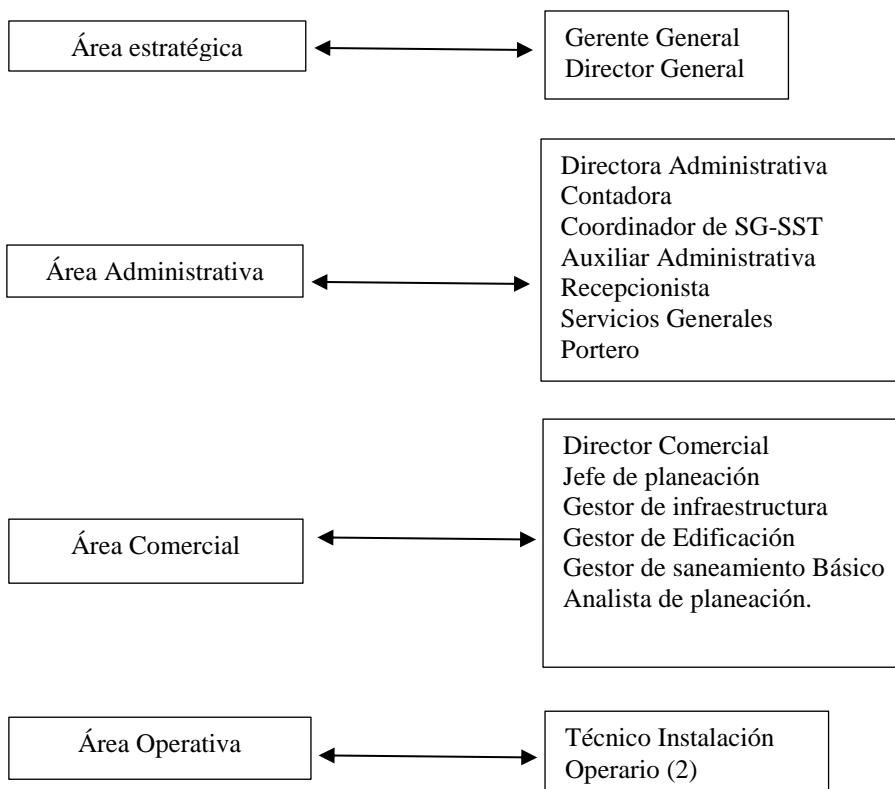 Área estratégica
Gerente General
Director General
Área Administrativa
Directora Administrativa
Contadora
Coordinador de SG-SST
Auxiliar Administrativa
Recepcionista
Servicios Generales
Portero
Área Comercial
Director Comercial
Jefe de planeación
Gestor de infraestructura
Gestor de Edificación
Gestor de saneamiento Básico
Analista de planeación.
Área Operativa
Técnico Instalación
Operario (2)